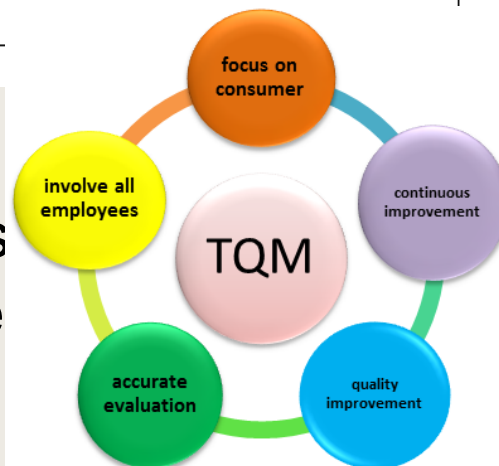 focus on
consumer
continuous
improvement
quality
improvement
accurate
evaluation
involve all
employees
TQM